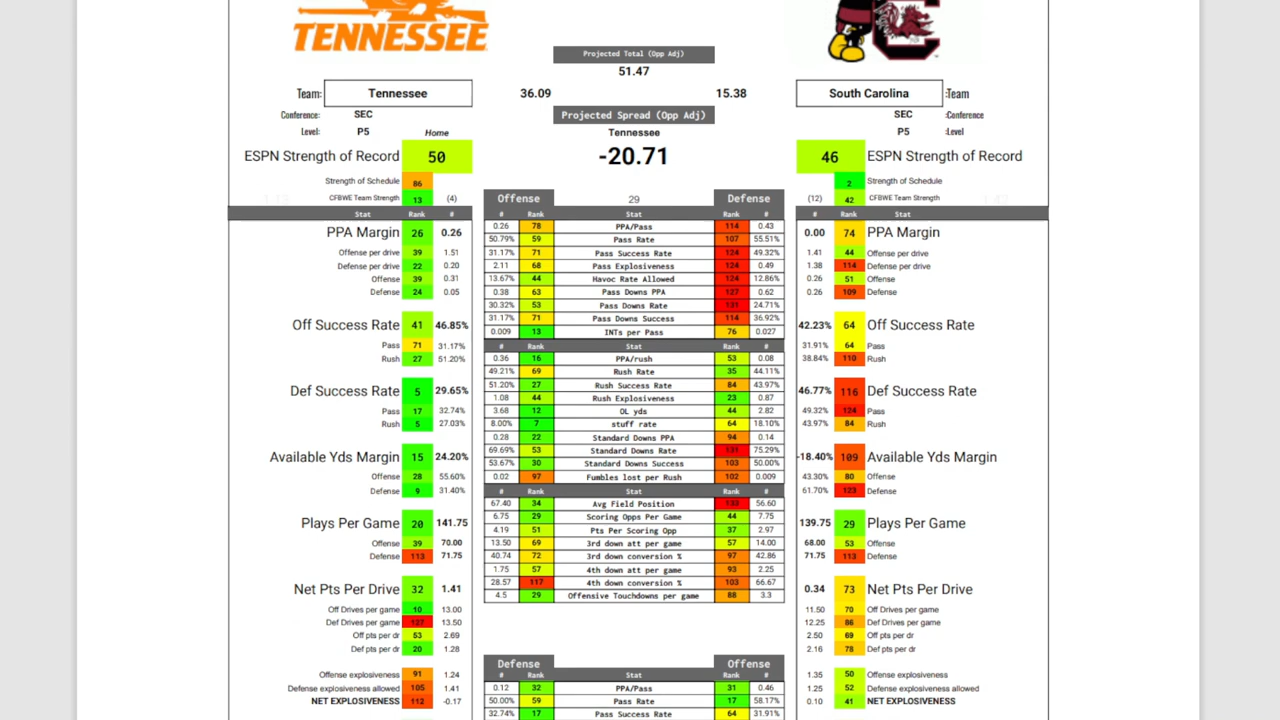 TENNESSEE
C
Projected Total (Opp Adj)
51.47
Team: Tennessee 36.09 15.38 South Carolina :Team
Conference: SEC Projected Spread (Opp Adj) SEC :Conference
Level: P5 Home Tennessee P5 :Level
ESPN Strength of Record 50 -20.71 46 ESPN Strength of Record
Strength of Schedule 86 2 Strength of Schedule
CFBWE Team Strength 13 (4) Offense 29 Defense (12) 42 CFBWE Team Strength
Stat Rank # # Rank Stat Rank # # Rank Stat
PPA Margin 26 0.26 0.00 74 PPA Margin
0.26 78 PPA/Pass 114 0.43
50.79% 59 Pass Rate 107 55.51%
Offense per drive 39 1.51 31.17% 71 Pass Success Rate 124 49.32% 1.41 44 Offense per drive
Defense per drive 22 0.20 2.11 68 Pass Explosiveness 124 0.49 1.38 114 Defense per drive
Offense 39 0.31 13.67% 44 Havoc Rate Allowed 124 12.86% 0.26 51 Offense
Defense 24 0.05 0.38 63 Pass Downs PPA 127 0.62 0.26 109 Defense
30.32% 53 Pass Downs Rate 131 24.71%
31.17% 71 Pass Downs Success 114 36.92%
Off Success Rate 41 46.85% 42.23% 64 Off Success Rate
0.009 13 INTs per Pass 76 0.027
Pass 71 31.17% # Rank Stat Rank # 31.91% 64 Pass
Rush 27 51.20% 0.36 16 PPA/rush 53 0.08 38.84% 110 Rush
49.21% 69 Rush Rate 35 44.11%
51.20% 27 Rush Success Rate 84 43.97%
Def Success Rate 5 29.65% 46.77% 116 Def Success Rate
1.08 44 Rush Explosiveness 23 0.87
Pass 17 32.74% 3.68 12 OL yds 44 2.82 49.32% 124 Pass
Rush 5 27.03% 8.00% 7 stuff rate 64 18.10% 43.97% 84 Rush
0.28 22 Standard Downs PPA 94 0.14
69.69% 53 Standard Downs Rate 131 75.29%
Available Yds Margin 15 24.20% -18.40% 109 Available Yds Margin
53.67% 30 Standard Downs Success 103 50.00%
Offense 28 55.60% 0.02 97 Fumbles lost per Rush 102 0.009 43.30% 80 Offense
Defense 9 31.40% # Rank Stat Rank # 61.70% 123 Defense
67.40 34 Avg Field Position 56.60
6.75 29 Scoring Opps Per Game 44 7.75
Plays Per Game 20 141.75 139.75 29 Plays Per Game
4.19 51 Pts Per Scoring Opp 37 2.97
Offense 39 70.00 13.50 69 3rd down att per game 57 14.00 68.00 53 Offense
Defense 113 71.75 40.74 72 3rd down conversion % 97 42.86 71.75 113 Defense
1.75 57 4th down att per game 93 2.25
28.57 117 4th down conversion % 103 66.67
Net Pts Per Drive 32 1.41 0.34 73 Net Pts Per Drive
4.5 29 Offensive Touchdowns per game 88 3.3
Off Drives per game 10 13.00 11.50 70 Off Drives per game
Def Drives per game 127 13.50 12.25 86 Def Drives per game
Off pts per dr 53 2.69 2.50 69 Off pts per dr
Def pts per dr 20 1.28 2.16 78 Def pts per dr
Defense Offense
Offense explosiveness 91 1.24 # Rank Stat Rank # 1.35 50 Offense explosiveness
Defense explosiveness allowed 105 1.41 0.12 32 PPA/Pass 31 0.46 1.25 52 Defense explosiveness allowed
NET EXPLOSIVENESS 112 -0.17 50.00% 59 Pass Rate 17 58.17% 0.10 41 NET EXPLOSIVENESS
32.74% 17 Pass Success Rate 64 31.91%